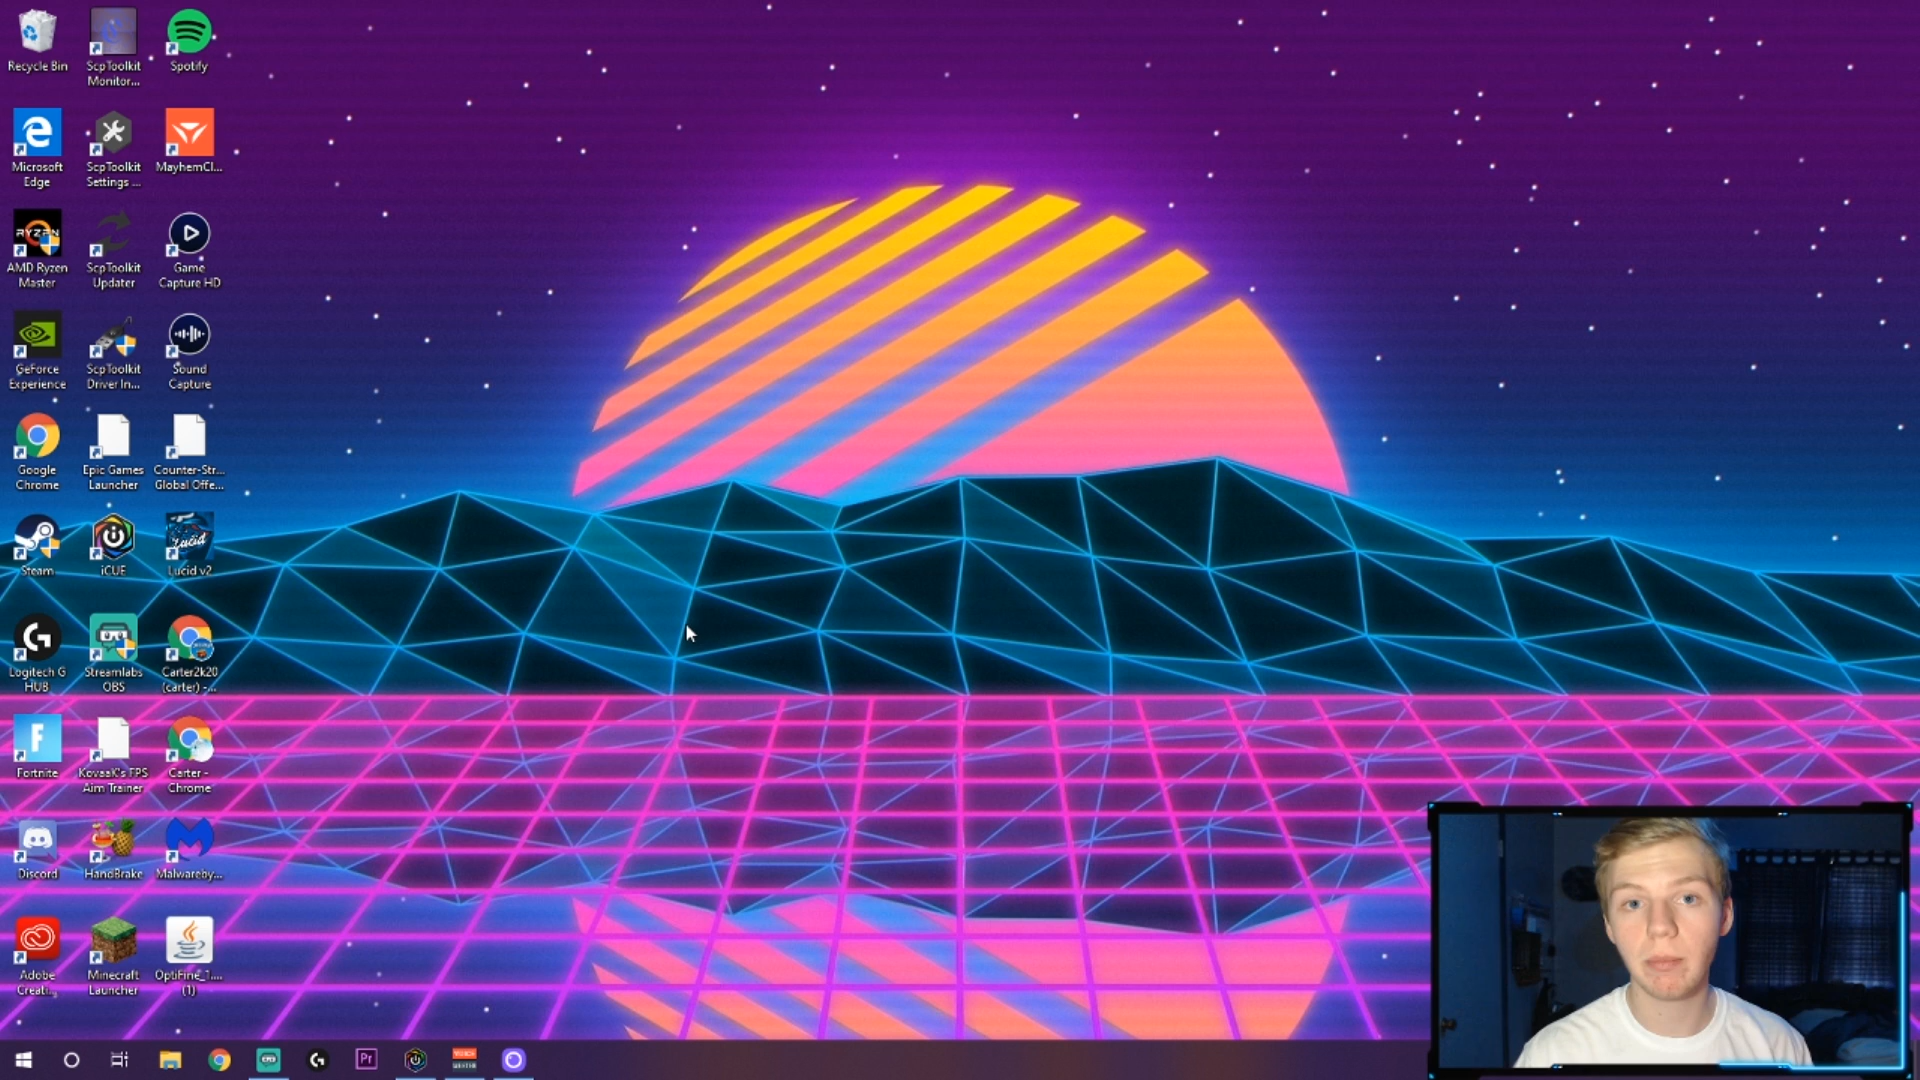 Recycle Bin
ScpToolkit
Monitor...
Spotify
Microsoft
Edge
ScpToolkit
Settings ...
MayhemCl...
RYZEN
AMD Ryzen
Master
ScpToolkit
Updater
Game
Capture HD
GeForce
Experience
ScpToolkit
Driver In...
Sound
Capture
Google
Chrome
Epic Games
Launcher
Counter-Str...
Global Offe...
Steam
iCUE
Lucid
Lucid v2
Logitech G
HUB
Streamlabs
OBS
Carter2k20
(carter) -...
F
Fortnite
KovaaK's FPS
Aim Trainer
Carter -
Chrome
Discord
HandBrake
Malwareby...
Adobe
Creati...
Minecraft
Launcher
OptiFine_1....
(1)
Pr